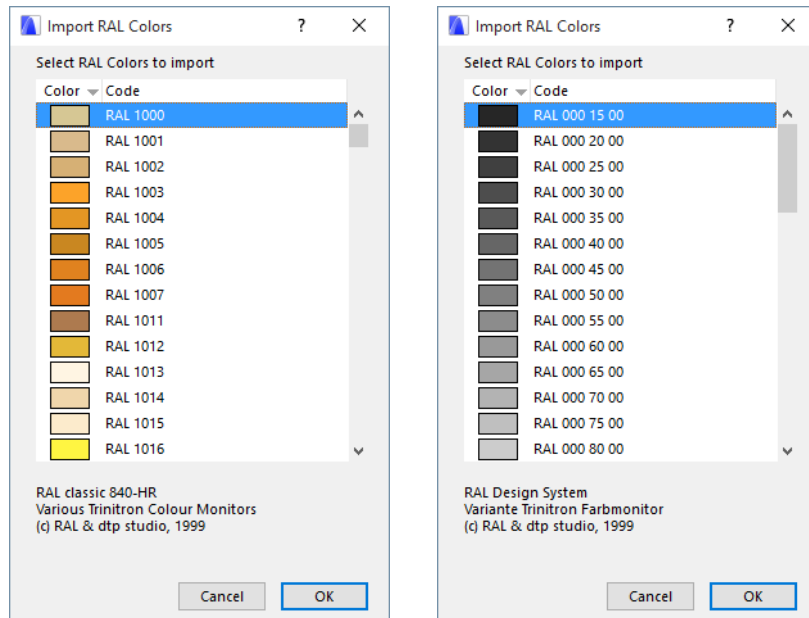 Import RAL Colors ? ×
Select RAL Colors to import
Color Code
RAL 1000
RAL 1001
RAL 1002
RAL 1003
RAL 1004
RAL 1005
RAL 1006
RAL 1007
RAL 1011
RAL 1012
RAL 1013
RAL 1014
RAL 1015
RAL 1016
RAL classic 840-HR
Various Trinitron Colour Monitors
(c) RAL & dtp studio, 1999
Cancel OK
Import RAL Colors ? ×
Select RAL Colors to import
Color Code
RAL 000 15 00
RAL 000 20 00
RAL 000 25 00
RAL 000 30 00
RAL 000 35 00
RAL 000 40 00
RAL 000 45 00
RAL 000 50 00
RAL 000 55 00
RAL 000 60 00
RAL 000 65 00
RAL 000 70 00
RAL 000 75 00
RAL 000 80 00
RAL Design System
Variante Trinitron Farbmonitor
(c) RAL & dtp studio, 1999
Cancel OK